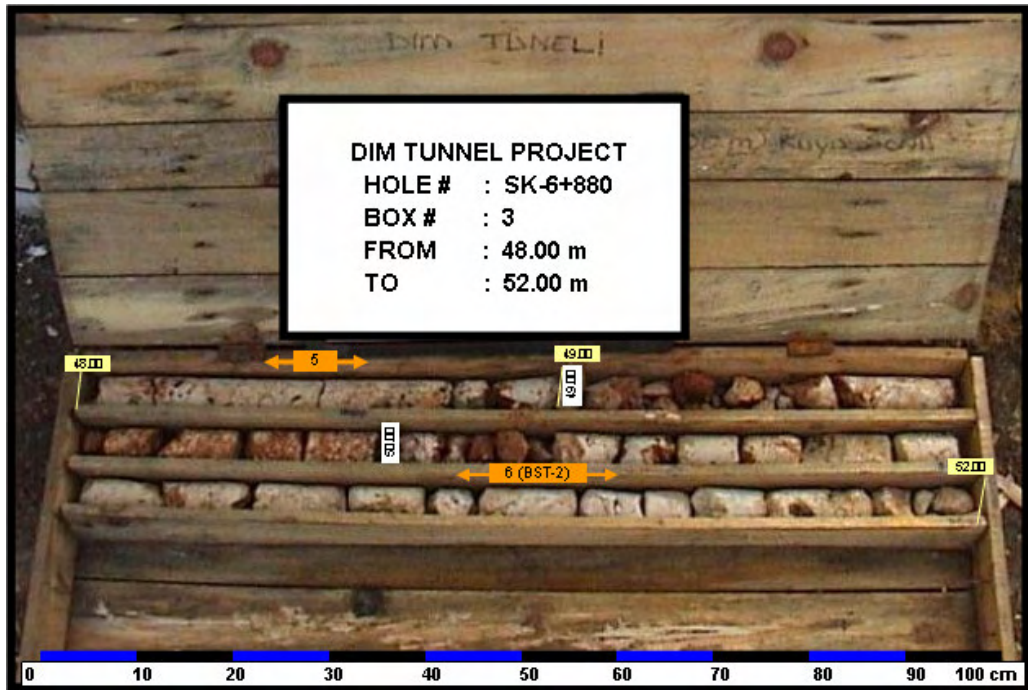 DIM TÜNELİ
DIM TUNNEL PROJECT
HOLE # : SK-6+880
BOX # : 3
FROM : 48.00 m
TO : 52.00 m
5
48.00
49.00
49.00
50.00
6 (BST-2)
52.00
0 10 20 30 40 50 60 70 80 90 100 cm